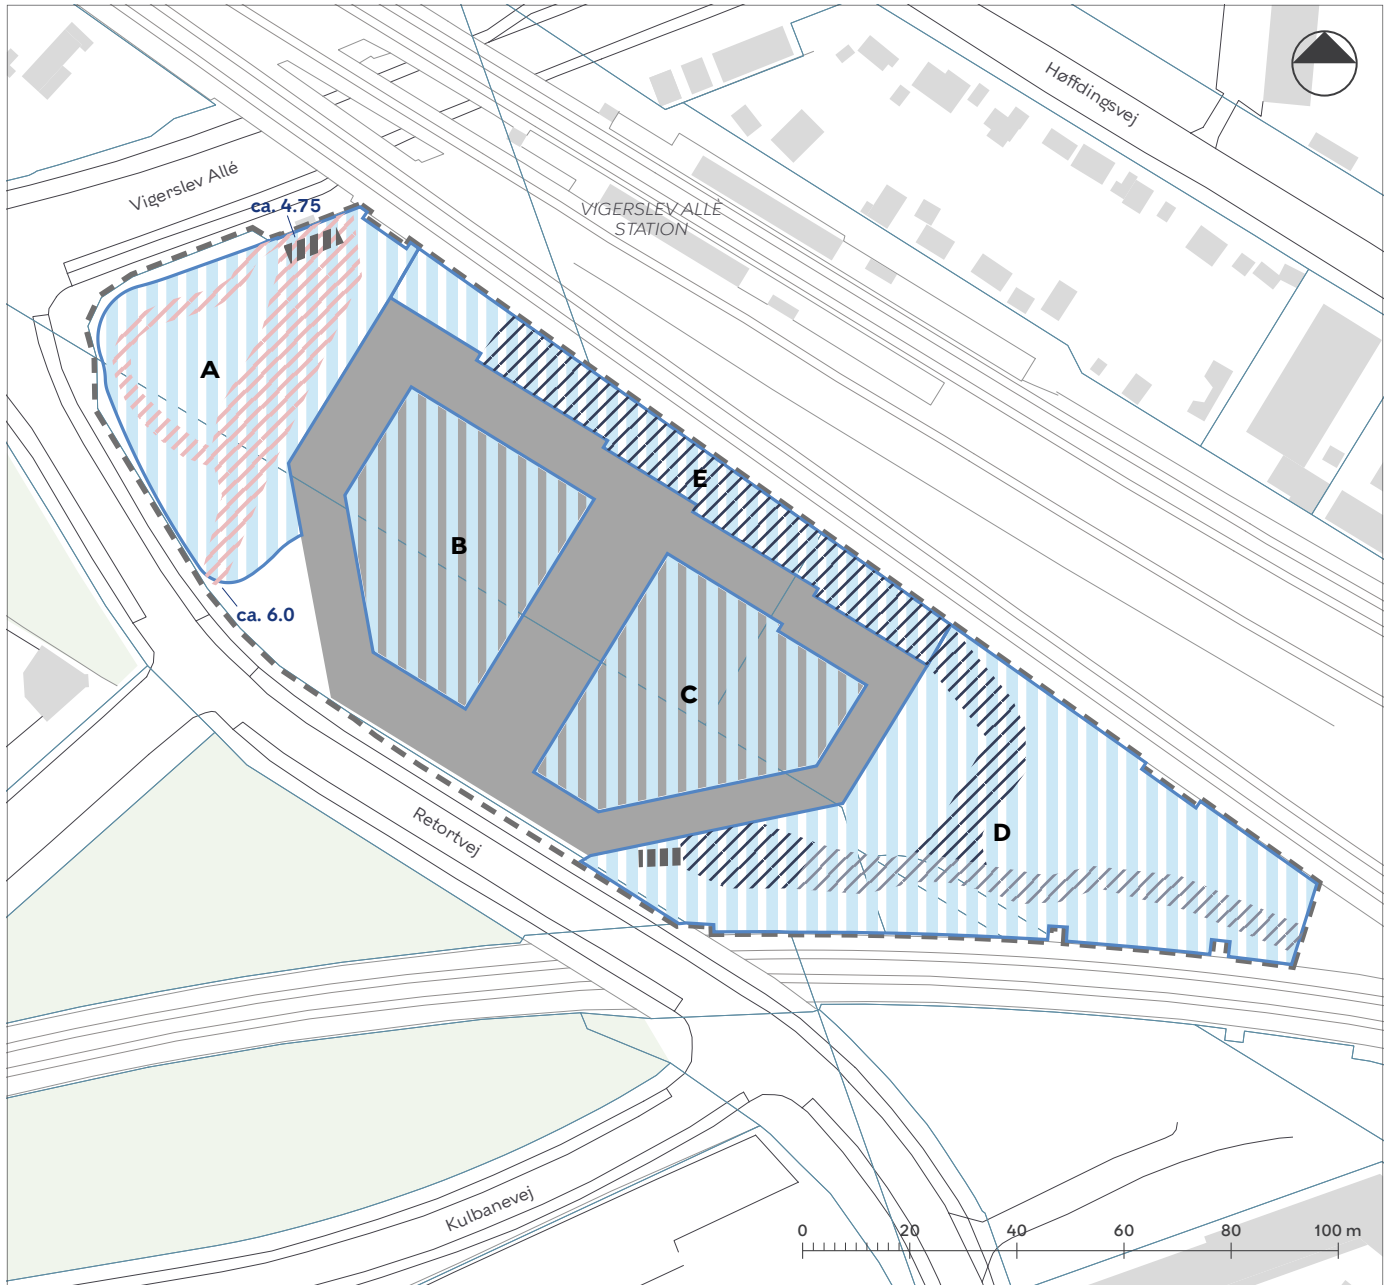 Høffdingsvej
Vigerslev Allé
ca. 4.75
VIGERSLEV ALLÈ
STATION
A
E
B
ca. 6.0
C
D
Retortvej
Kulbanevej
0 20 40 60 80 100 m